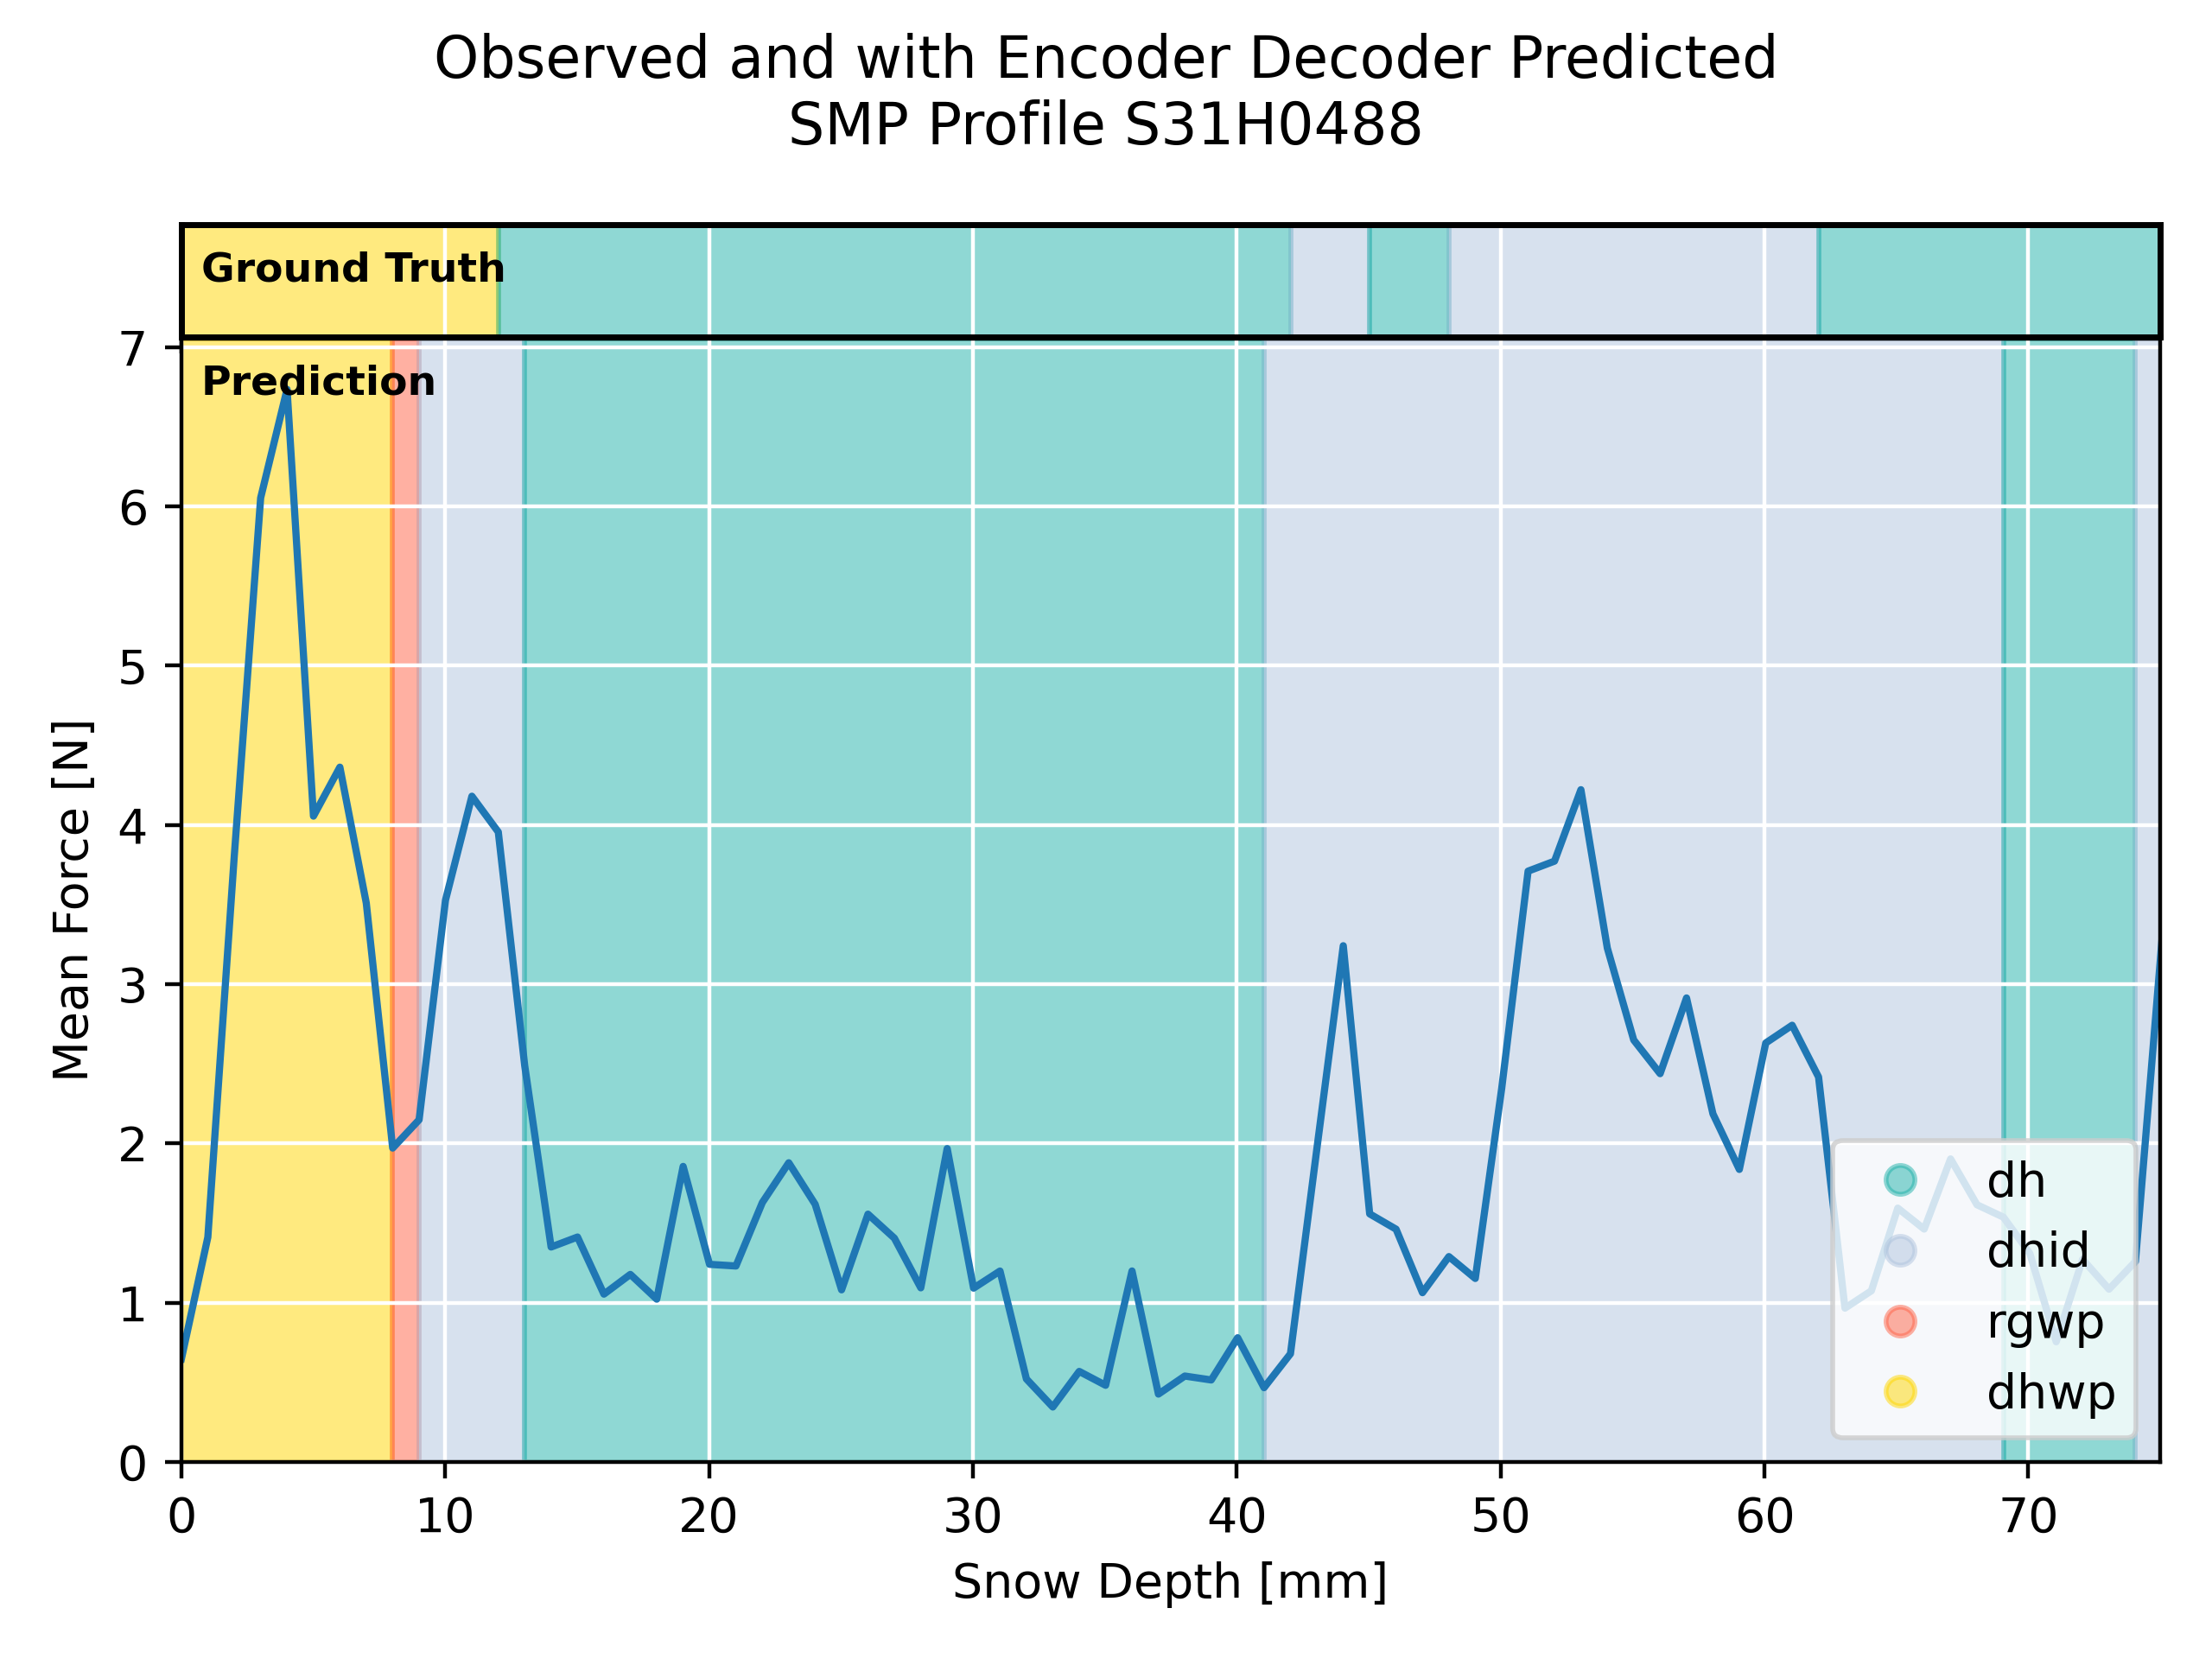 Observed and with Encoder Decoder Predicted
SMP Profile S31H0488
Ground Truth
Prediction
7
6
5
4
3
2
1
0
Mean Force [N]
0 10 20 30 40 50 60 70
Snow Depth [mm]
dh
dhid
rgwp
dhwp